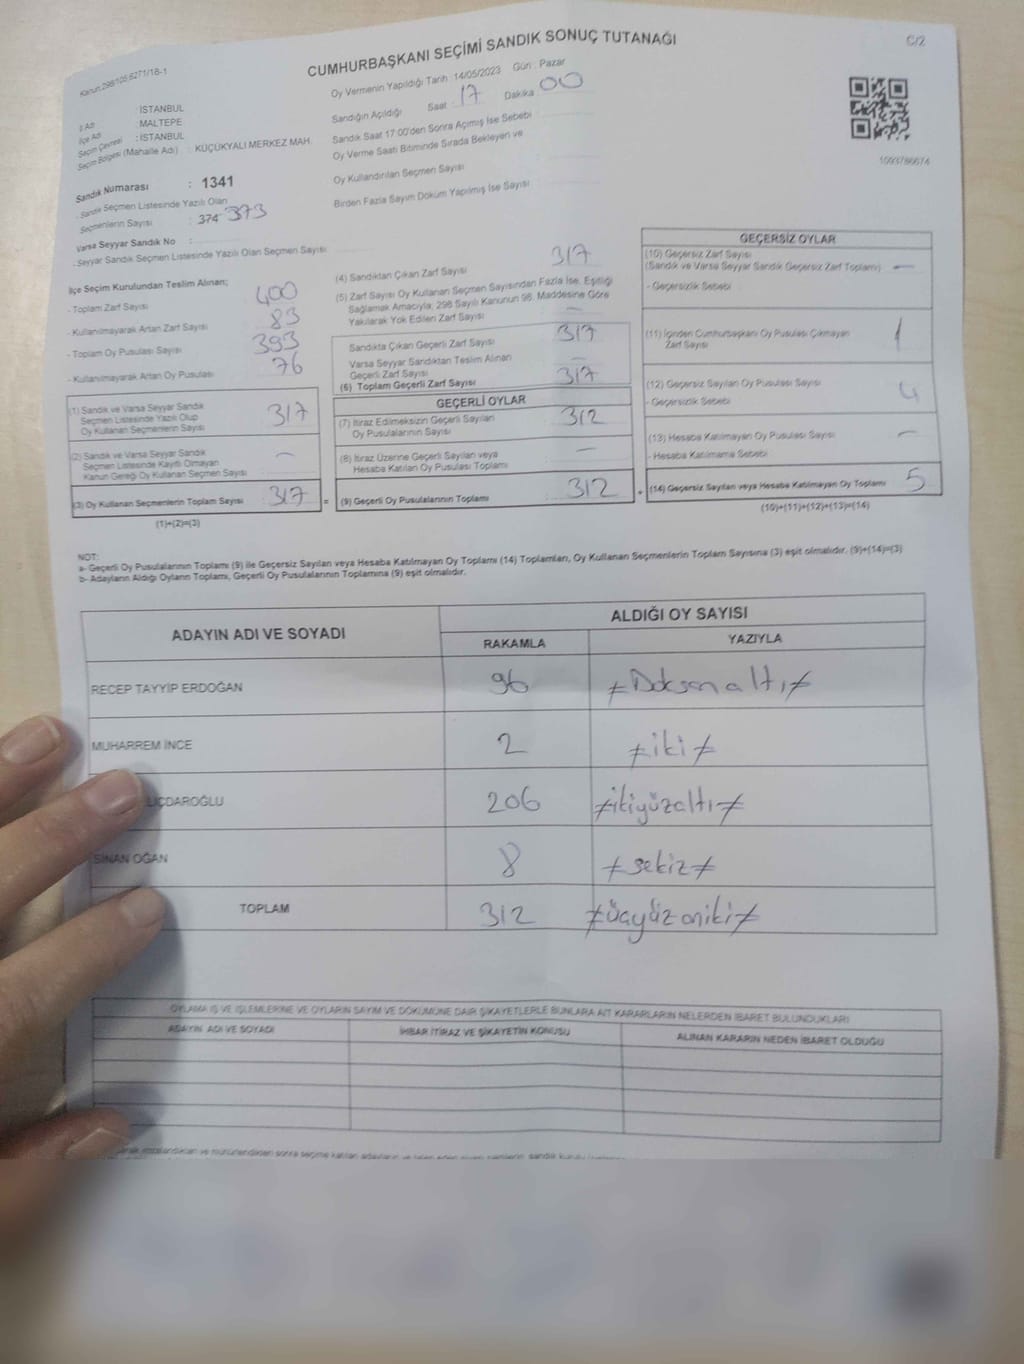 Kanun:298/105,6271/18-1
CUMHURBAŞKANI SEÇİMİ SANDIK SONUÇ TUTANAĞI
C/2
Oy Vermenin Yapıldığı Tarih :14/05/2023 Gün : Pazar
Sandığın Açıldığı Saat : 17 Dakika : 00
Sandık Saat 17:00'den Sonra Açılmış İse Sebebi
Oy Verme Saati Bitiminde Sırada Bekleyen ve
Oy Kullandırılan Seçmen Sayısı
Birden Fazla Sayım Döküm Yapılmış İse Sayısı
İl Adı : İSTANBUL
İlçe Adı : MALTEPE
Seçim Çevresi : İSTANBUL
Seçim Bölgesi (Mahalle Adı) : KÜÇÜKYALI MERKEZ MAH.
Sandık Numarası : 1341
- Sandık Seçmen Listesinde Yazılı Olan
Seçmenlerin Sayısı : 374 373
Varsa Seyyar Sandık No :
- Seyyar Sandık Seçmen Listesinde Yazılı Olan Seçmen Sayısı
1093786674
İlçe Seçim Kurulundan Teslim Alınan;
- Toplam Zarf Sayısı 400
- Kullanılmayarak Artan Zarf Sayısı 83
- Toplam Oy Pusulası Sayısı 393
- Kullanılmayarak Artan Oy Pusulası 76
(1) Sandık ve Varsa Seyyar Sandık
Seçmen Listesinde Yazılı Olup
Oy Kullanan Seçmenlerin Sayısı 317
(2) Sandık ve Varsa Seyyar Sandık
Seçmen Listesinde Kayıtlı Olmayan
Kanun Gereği Oy Kullanan Seçmen Sayısı –
(3) Oy Kullanan Seçmenlerin Toplam Sayısı 317 =
(1)+(2)=(3)
(4) Sandıktan Çıkan Zarf Sayısı 317
(5) Zarf Sayısı Oy Kullanan Seçmen Sayısından Fazla İse, Eşitliği
Sağlamak Amacıyla; 298 Sayılı Kanunun 98. Maddesine Göre
Yakılarak Yok Edilen Zarf Sayısı –
Sandıkta Çıkan Geçerli Zarf Sayısı 317
Varsa Seyyar Sandıktan Teslim Alınan
Geçerli Zarf Sayısı –
(6) Toplam Geçerli Zarf Sayısı 317
GEÇERLİ OYLAR
(7) İtiraz Edilmeksizin Geçerli Sayılan
Oy Pusulalarının Sayısı 312
(8) İtiraz Üzerine Geçerli Sayılan veya
Hesaba Katılan Oy Pusulası Toplamı –
(9) Geçerli Oy Pusulalarının Toplamı 312 +
GEÇERSİZ OYLAR
(10) Geçersiz Zarf Sayısı
(Sandık ve Varsa Seyyar Sandık Geçersiz Zarf Toplamı) –
- Geçersizlik Sebebi
(11) İçinden Cumhurbaşkanı Oy Pusulası Çıkmayan
Zarf Sayısı 1
(12) Geçersiz Sayılan Oy Pusulası Sayısı 4
- Geçersizlik Sebebi
(13) Hesaba Katılmayan Oy Pusulası Sayısı –
- Hesaba Katılmama Sebebi
(14) Geçersiz Sayılan veya Hesaba Katılmayan Oy Toplamı 5
(10)+(11)+(12)+(13)=(14)
NOT:
a- Geçerli Oy Pusulalarının Toplamı (9) ile Geçersiz Sayılan veya Hesaba Katılmayan Oy Toplamı (14) Toplamları, Oy Kullanan Seçmenlerin Toplam Sayısına (3) eşit olmalıdır. (9)+(14)=(3)
b- Adayların Aldığı Oyların Toplamı, Geçerli Oy Pusulalarının Toplamına (9) eşit olmalıdır.
ADAYIN ADI VE SOYADI
ALDIĞI OY SAYISI
RAKAMLA YAZIYLA
RECEP TAYYİP ERDOĞAN 96 ≠Doksanaltı≠
MUHARREM İNCE 2 ≠iki≠
LIÇDAROĞLU 206 ≠ikiyüzaltı≠
SİNAN OĞAN 8 ≠sekiz≠
TOPLAM 312 ≠üçyüzoniki≠
OYLAMA İŞ VE İŞLEMLERİNE VE OYLARIN SAYIM VE DÖKÜMÜNE DAİR ŞİKAYETLERLE BUNLARA AİT KARARLARIN NELERDEN İBARET BULUNDUKLARI
ADAYIN ADI VE SOYADI İHBAR İTİRAZ VE ŞİKAYETİN KONUSU ALINAN KARARIN NEDEN İBARET OLDUĞU